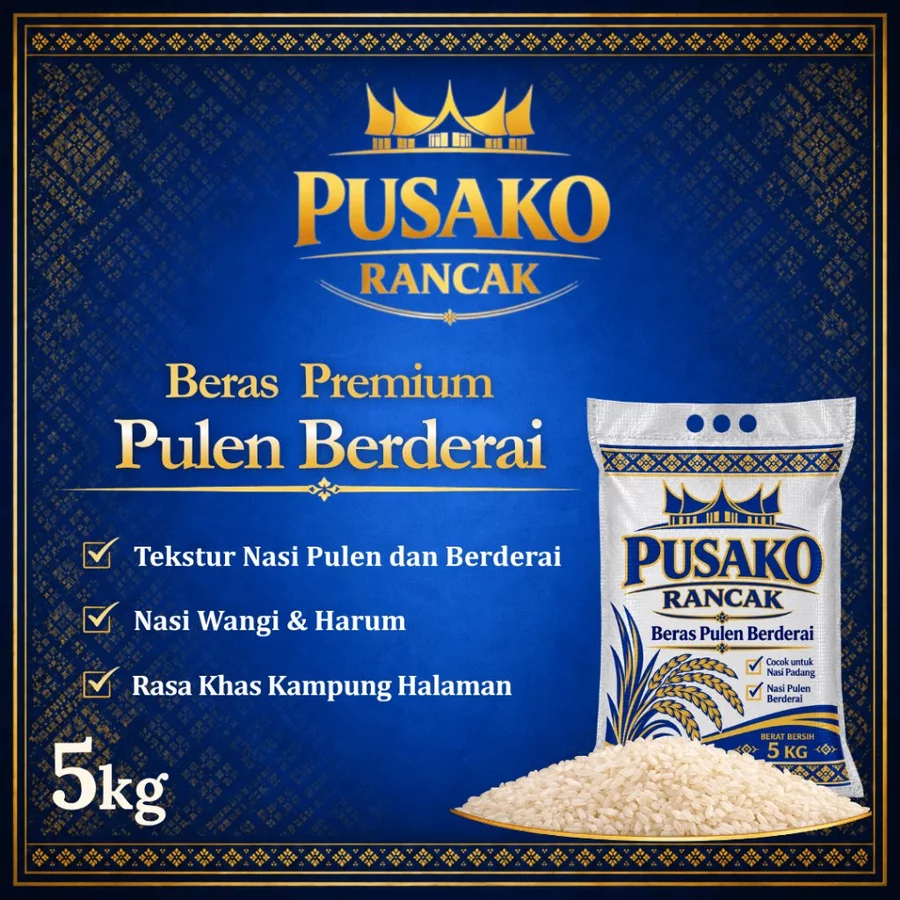 PUSAKO
RANCAK
Beras Premium
Pulen Berderai
Tekstur Nasi Pulen dan Berderai
Nasi Wangi & Harum
Rasa Khas Kampung Halaman
5kg
PUSAKO
RANCAK
Beras Pulen Berderai
Cocok untuk
Nasi Padang
Nasi Pulen
Berderai
BERAT BERSIH
5 KG